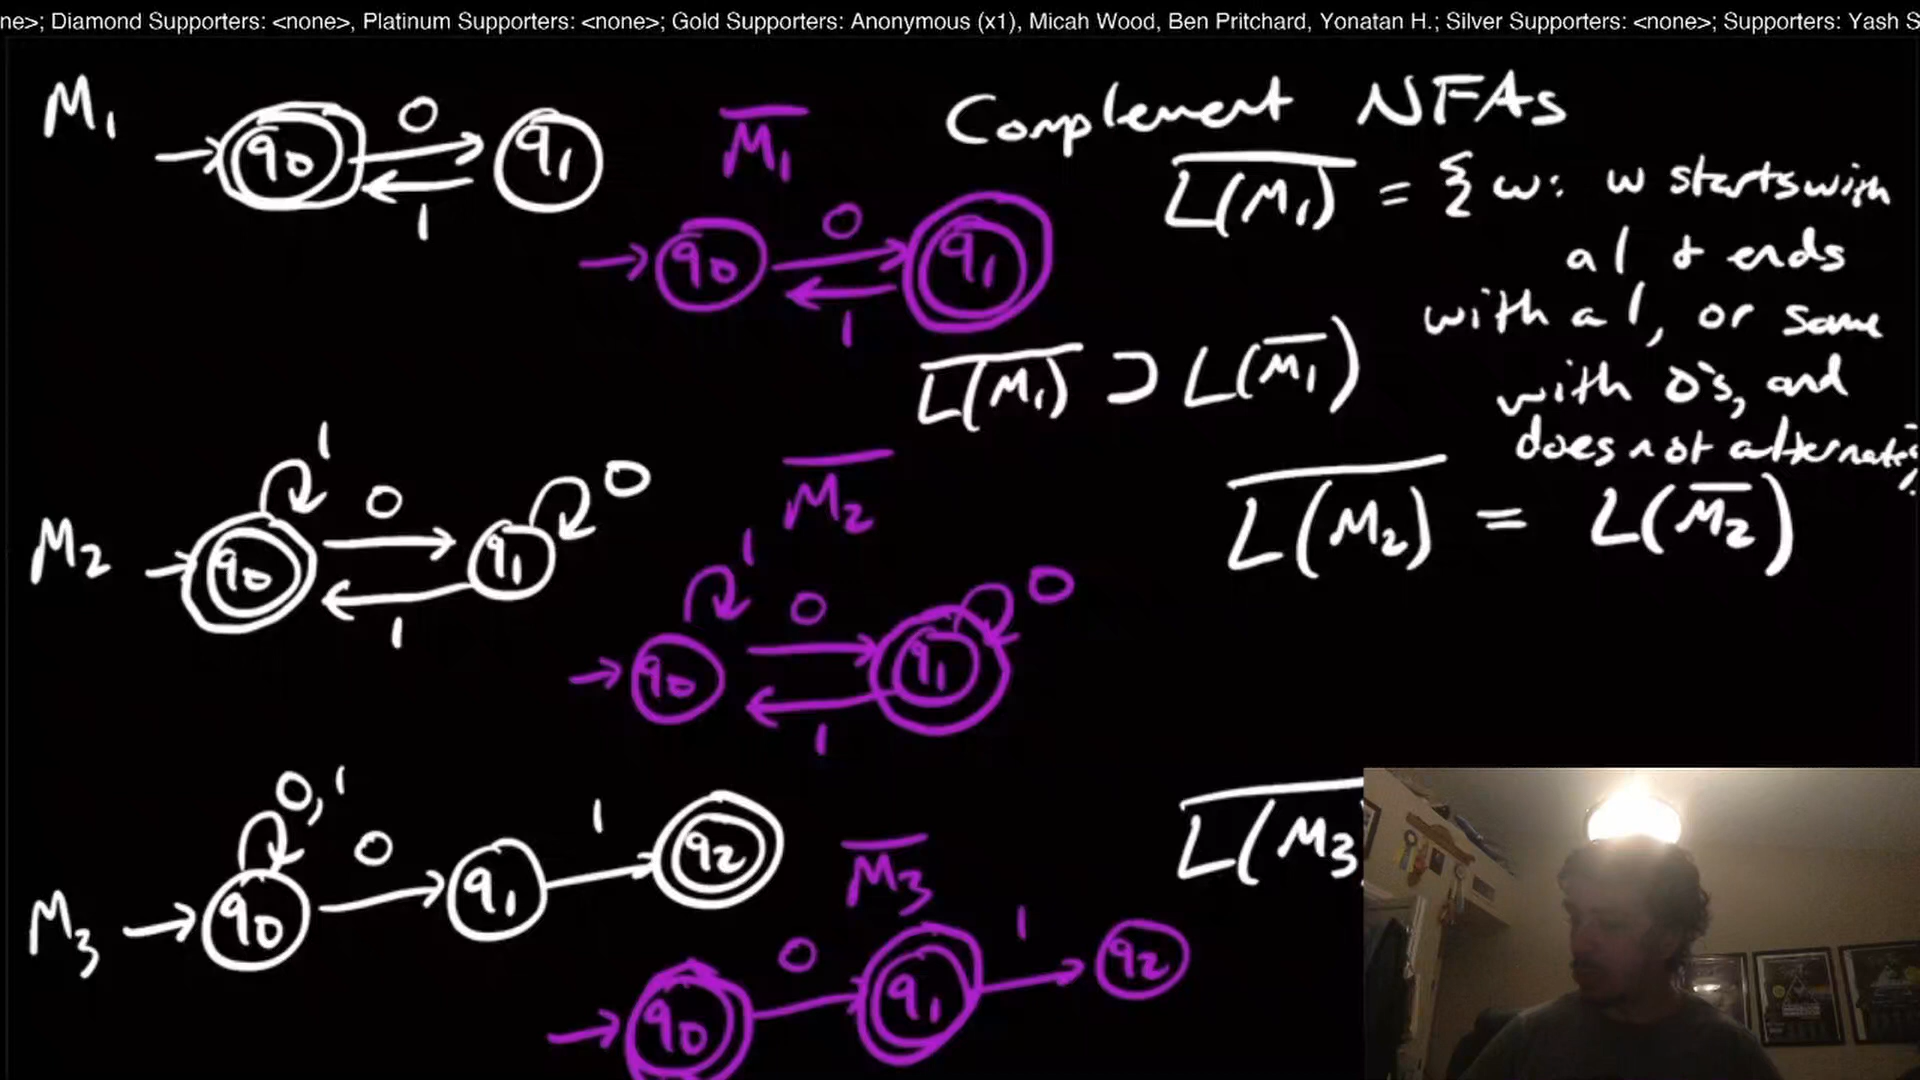 ne>; Diamond Supporters: <none>, Platinum Supporters: <none>; Gold Supporters: Anonymous (x1), Micah Wood, Ben Pritchard, Yonatan H.; Silver Supporters: <none>; Supporters: Yash S
Complement NFAs
M₁
q₀ 0 q₁
1
M̅₁
q₀ 0 q₁
1
L(M₁)‾ = { w: w starts with
a 1 & ends
with a 1, or same
with 0's, and
does not alternate
L(M₁)‾ ⊃ L(M̅₁)
M₂
1 0 0
q₀ q₁
1
M̅₂
1 0 0
q₀ q₁
1
L(M₂)‾ = L(M̅₂)
M₃
0,1 0 1
q₀ q₁ q₂
M̅₃
0 1
q₀ q₁ q₂
L(M₃